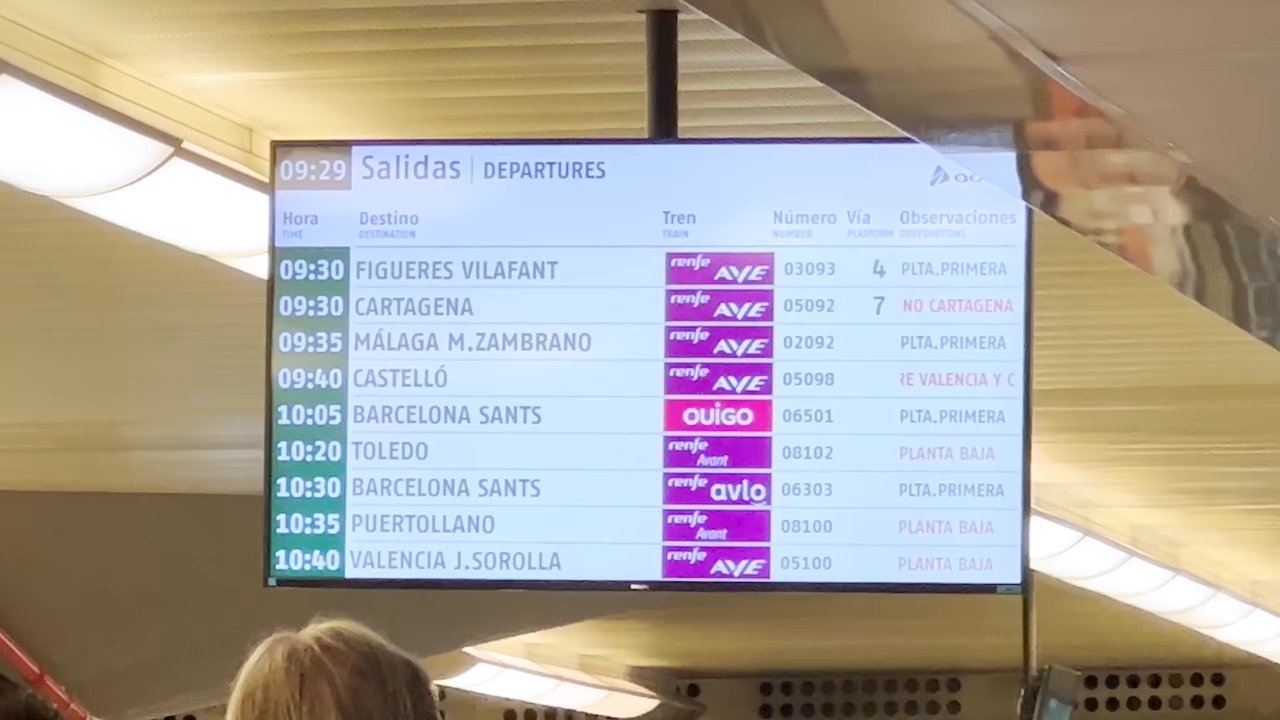 09:29 Salidas | DEPARTURES
Hora Destino Tren Número Vía Observaciones
TIME DESTINATION TRAIN NUMBER PLATFORM OBSERVATIONS
09:30 FIGUERES VILAFANT renfe AVE 03093 4 PLTA.PRIMERA
09:30 CARTAGENA renfe AVE 05092 7 NO CARTAGENA
09:35 MÁLAGA M.ZAMBRANO renfe AVE 02092 PLTA.PRIMERA
09:40 CASTELLÓ renfe AVE 05098 RE VALENCIA Y C
10:05 BARCELONA SANTS OUIGO 06501 PLTA.PRIMERA
10:20 TOLEDO renfe Avant 08102 PLANTA BAJA
10:30 BARCELONA SANTS renfe avlo 06303 PLTA.PRIMERA
10:35 PUERTOLLANO renfe Avant 08100 PLANTA BAJA
10:40 VALENCIA J.SOROLLA renfe AVE 05100 PLANTA BAJA